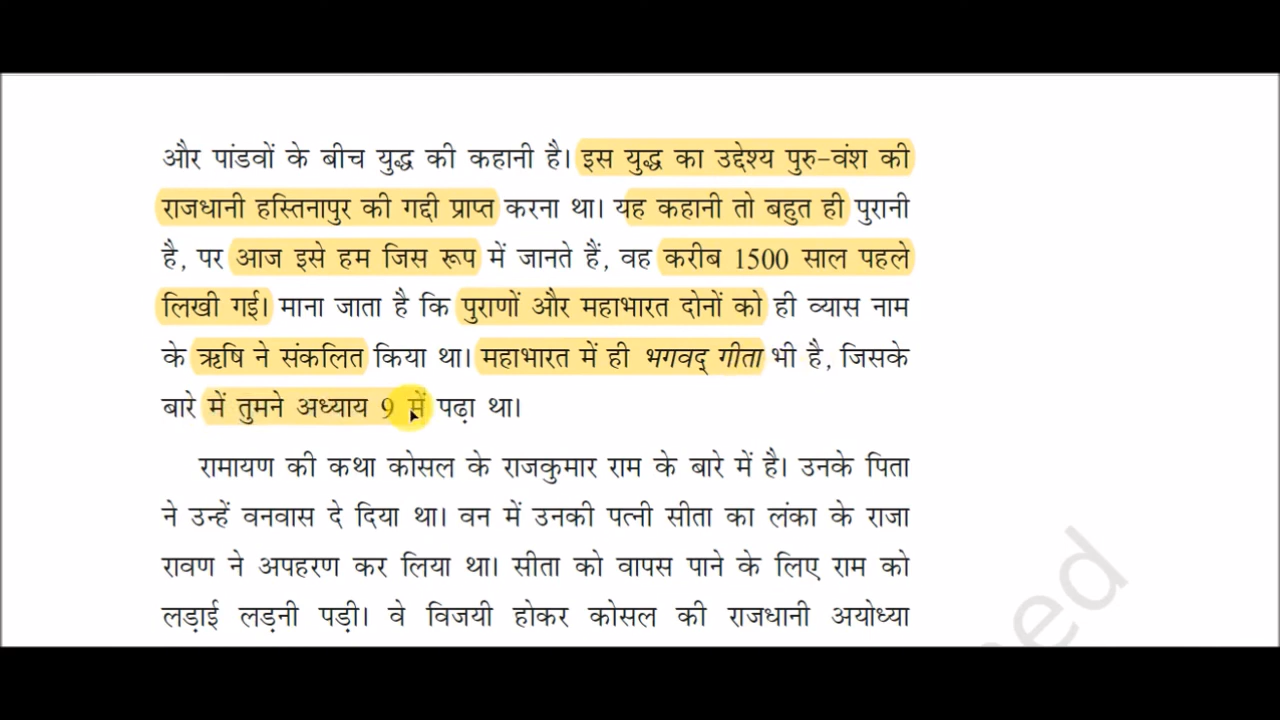 और पांडवों के बीच युद्ध की कहानी है। इस युद्ध का उद्देश्य पुरु-वंश की
राजधानी हस्तिनापुर की गद्दी प्राप्त करना था। यह कहानी तो बहुत ही पुरानी
है, पर आज इसे हम जिस रूप में जानते हैं, वह करीब 1500 साल पहले
लिखी गई। माना जाता है कि पुराणों और महाभारत दोनों को ही व्यास नाम
के ऋषि ने संकलित किया था। महाभारत में ही भगवद् गीता भी है, जिसके
बारे में तुमने अध्याय 9 में पढ़ा था।
रामायण की कथा कोसल के राजकुमार राम के बारे में है। उनके पिता
ने उन्हें वनवास दे दिया था। वन में उनकी पत्नी सीता का लंका के राजा
रावण ने अपहरण कर लिया था। सीता को वापस पाने के लिए राम को
लड़ाई लड़नी पड़ी। वे विजयी होकर कोसल की राजधानी अयोध्या